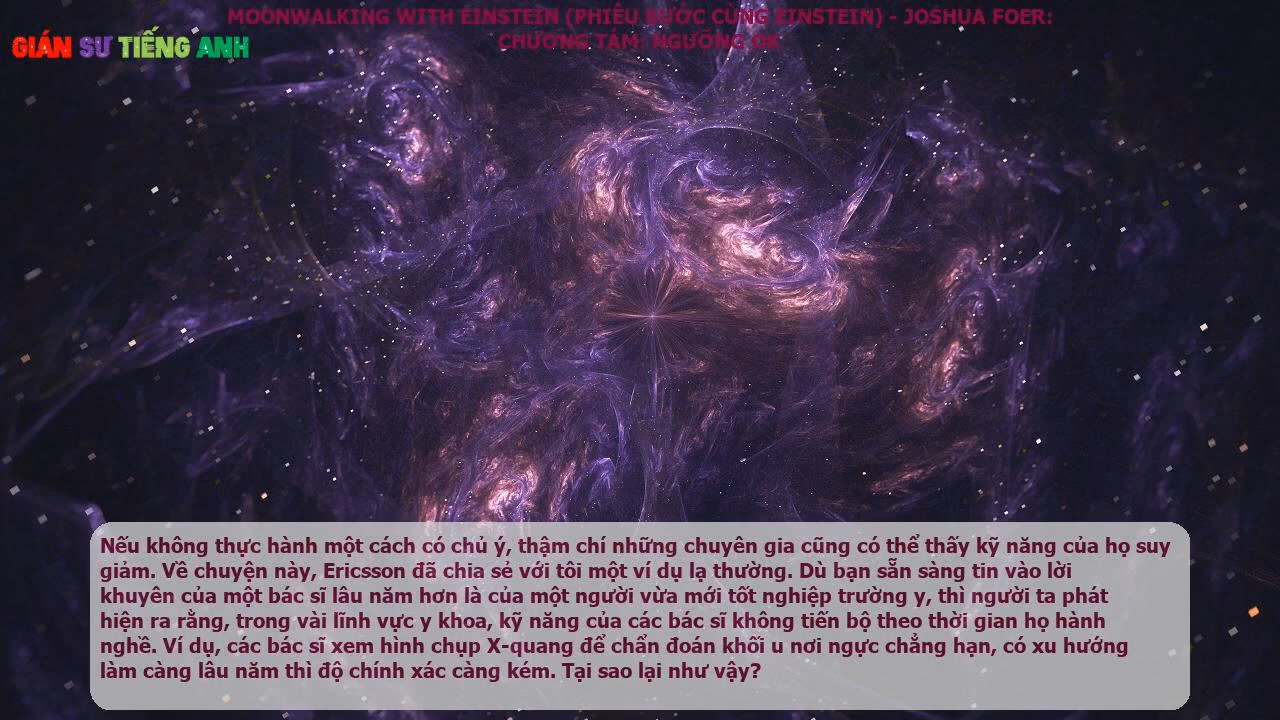 MOONWALKING WITH EINSTEIN (PHIÊU BƯỚC CÙNG EINSTEIN) - JOSHUA FOER:
CHƯƠNG TÁM: NGƯỠNG OK
GIÁN SƯ TIẾNG ANH
Nếu không thực hành một cách có chủ ý, thậm chí những chuyên gia cũng có thể thấy kỹ năng của họ suy
giảm. Về chuyện này, Ericsson đã chia sẻ với tôi một ví dụ lạ thường. Dù bạn sẵn sàng tin vào lời
khuyên của một bác sĩ lâu năm hơn là của một người vừa mới tốt nghiệp trường y, thì người ta phát
hiện ra rằng, trong vài lĩnh vực y khoa, kỹ năng của các bác sĩ không tiến bộ theo thời gian họ hành
nghề. Ví dụ, các bác sĩ xem hình chụp X-quang để chẩn đoán khối u nơi ngực chẳng hạn, có xu hướng
làm càng lâu năm thì độ chính xác càng kém. Tại sao lại như vậy?